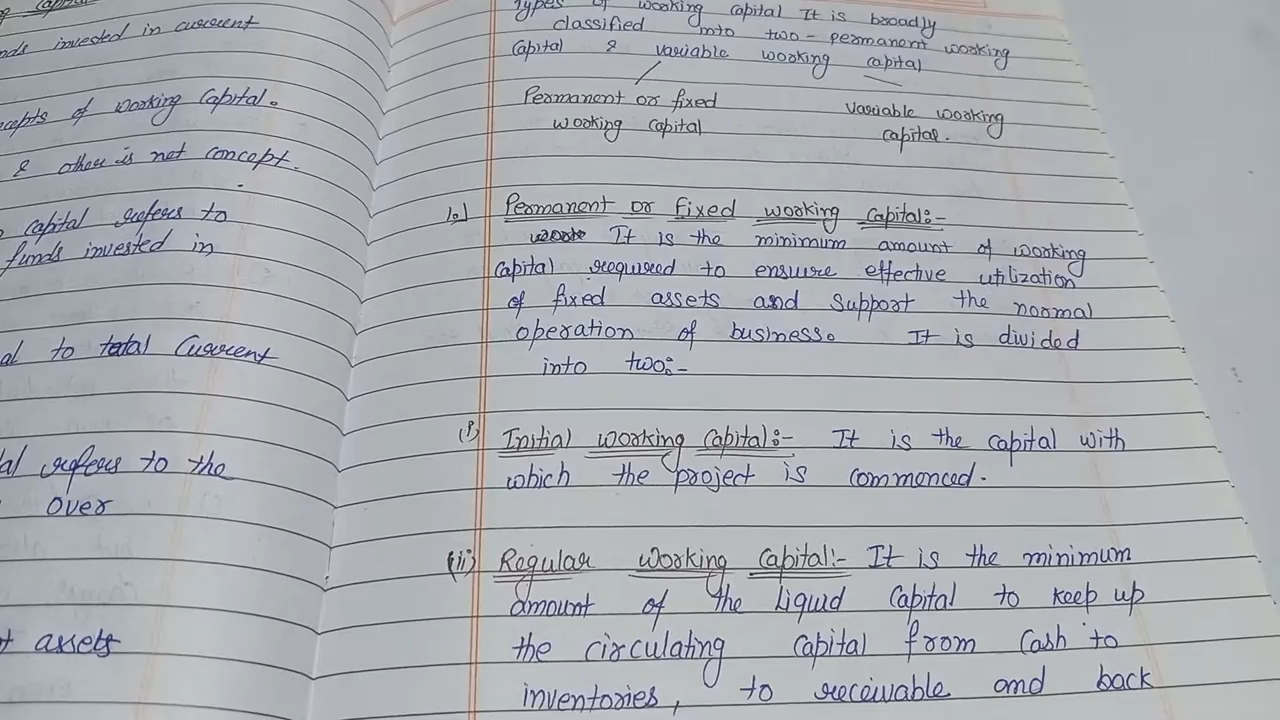 nds invested in current
cepts of working Capital.
& other is net concept.
capital refers to
funds invested in
al to total Current
al refers to the
Over
t assets
Types of working capital It is broadly
classified into two - permanent working
Capital & variable working capital
Permanent or fixed
working Capital
Variable working
capital.
1.) Permanent or fixed working Capital:-
It is the minimum amount of working
Capital required to ensure effective utilization
of fixed assets and support the normal
operation of business. It is divided
into two:-
(i) Initial working Capital:- It is the capital with
which the project is commenced.
(ii) Regular working Capital:- It is the minimum
amount of the Liquid Capital to keep up
the circulating capital from Cash to
inventories, to receivable and back